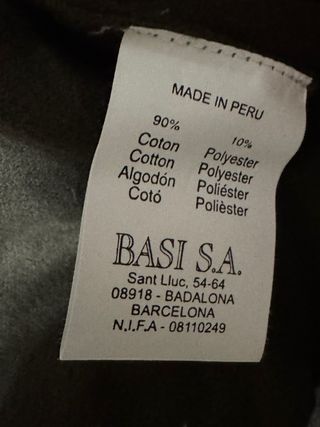 MADE IN PERU
90% 10%
Coton Polyester
Cotton Polyester
Algodón Poliéster
Cotó Polièster
BASI S.A.
Sant Lluc, 54-64
08918 - BADALONA
BARCELONA
N.I.F.A - 08110249